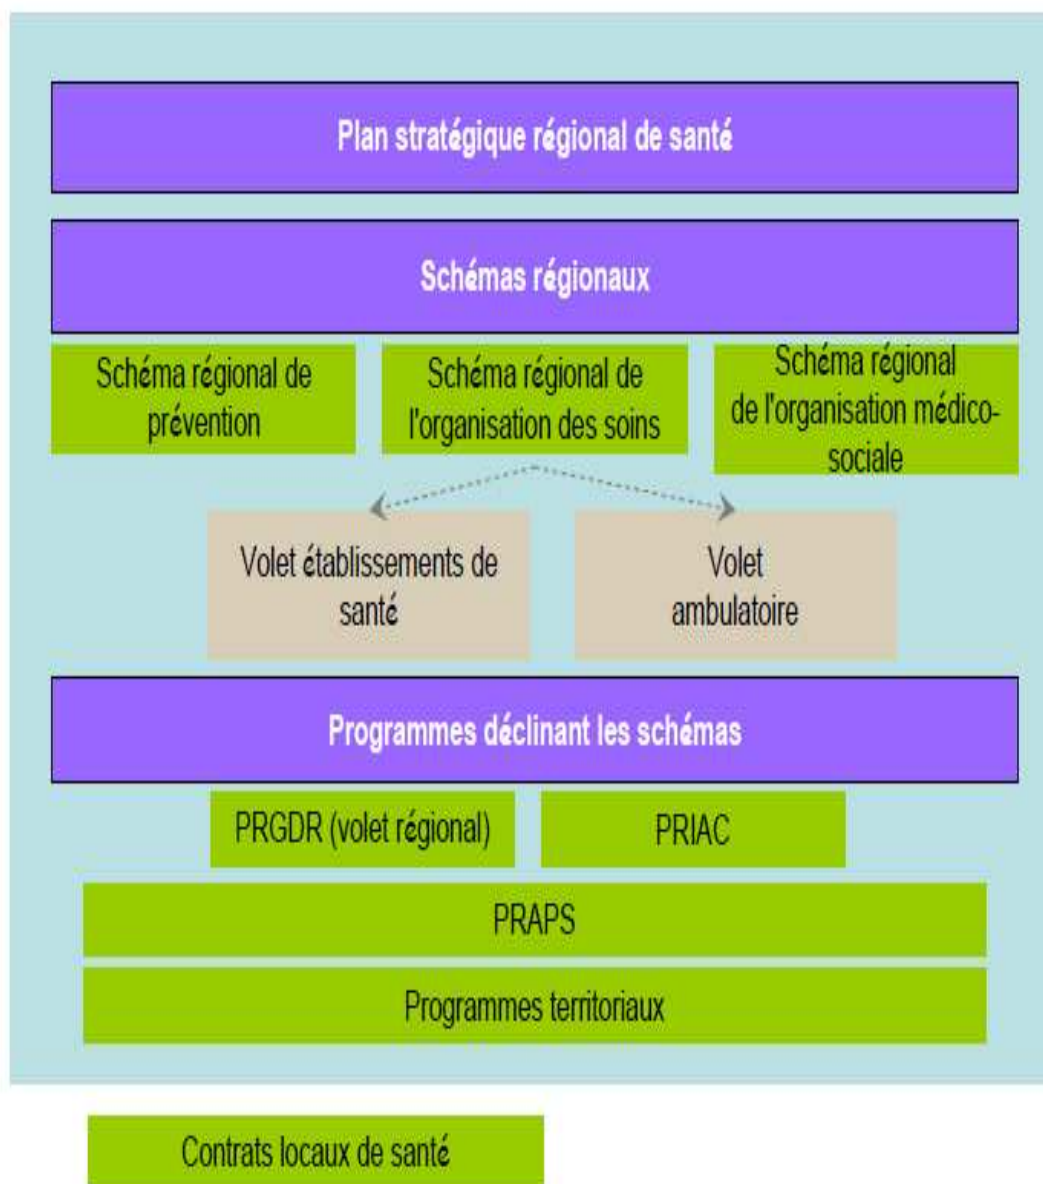 Plan stratégique régional de santé
Schémas régionaux
Schéma régional de
prévention
Schéma régional de
l'organisation des soins
Schéma régional
de l'organisation médico-
sociale
Volet établissements de
santé
Volet
ambulatoire
Programmes déclinant les schémas
PRGDR (volet régional)
PRIAC
PRAPS
Programmes territoriaux
Contrats locaux de santé